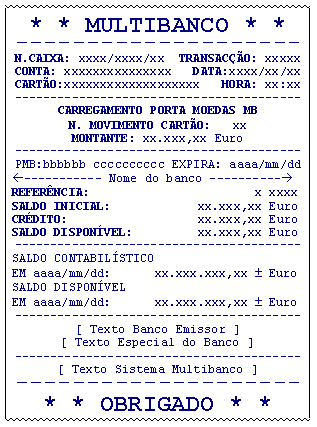 * * MULTIBANCO * *
N.CAIXA: xxxx/xxxx/xx TRANSACÇÃO: xxxxx
CONTA: xxxxxxxxxxxxxxx DATA:xxxx/xx/xx
CARTÃO:xxxxxxxxxxxxxxxxxxx HORA: xx:xx
CARREGAMENTO PORTA MOEDAS MB
N. MOVIMENTO CARTÃO: xx
MONTANTE: xx.xxx,xx Euro
PMB:bbbbbb cccccccccc EXPIRA: aaaa/mm/dd
<---------- Nome do banco ---------->
REFERÊNCIA: x xxxx
SALDO INICIAL: xx.xxx,xx Euro
CRÉDITO: xx.xxx,xx Euro
SALDO DISPONÍVEL: xx.xxx,xx Euro
SALDO CONTABILÍSTICO
EM aaaa/mm/dd: xx.xxx.xxx,xx ± Euro
SALDO DISPONÍVEL
EM aaaa/mm/dd: xx.xxx.xxx,xx ± Euro
[ Texto Banco Emissor ]
[ Texto Especial do Banco ]
[ Texto Sistema Multibanco ]
* * OBRIGADO * *